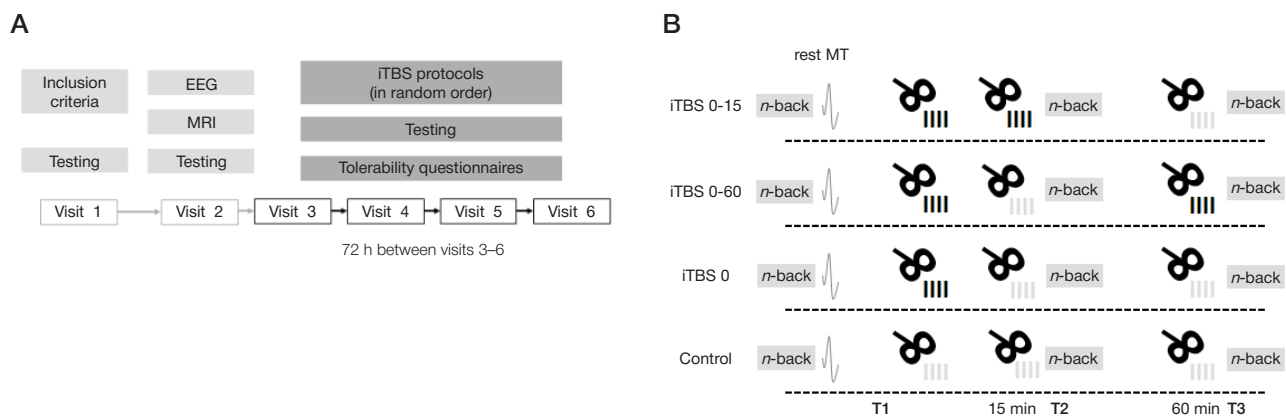 A
Inclusion
criteria
EEG
MRI
Testing
Testing
iTBS protocols
(in random order)
Testing
Tolerability questionnaires
Visit 1
Visit 2
Visit 3
Visit 4
Visit 5
Visit 6
72 h between visits 3–6
B
rest MT
iTBS 0-15
n-back
n-back
n-back
iTBS 0-60
n-back
n-back
n-back
iTBS 0
n-back
n-back
n-back
Control
n-back
n-back
n-back
T1
15 min
T2
60 min
T3